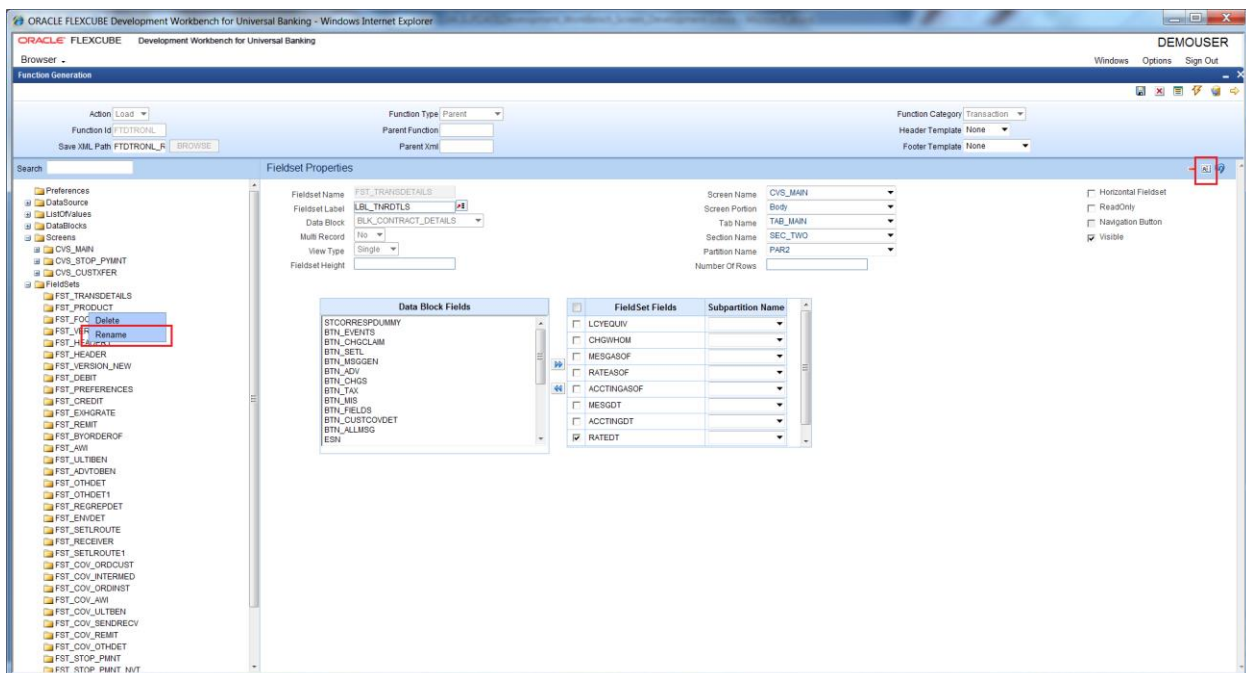 ORACLE FLEXCUBE Development Workbench for Universal Banking - Windows Internet Explorer
ORACLE FLEXCUBE Development Workbench for Universal Banking
DEMOUSER
Browser
Windows Options Sign Out
Function Generation
Action Load
Function Type Parent
Function Category Transaction
Function Id FTDTRONL
Parent Function
Header Template None
Save XML Path FTDTRONL_R BROWSE
Parent Xml
Footer Template None
Search
Fieldset Properties
Preferences
DataSource
ListOfValues
DataBlocks
Screens
CVS_MAIN
CVS_STOP_PYMNT
CVS_CUSTXFER
FieldSets
FST_TRANSDETAILS
FST_PRODUCT
FST_FOO
Delete
FST_VER
Rename
FST_HEADER1
FST_HEADER
FST_VERSION_NEW
FST_DEBIT
FST_PREFERENCES
FST_CREDIT
FST_EXHGRATE
FST_REMIT
FST_BYORDEROF
FST_AWI
FST_ULTIBEN
FST_ADVTOBEN
FST_OTHDET
FST_OTHDET1
FST_REGREPDET
FST_ENVDET
FST_SETLROUTE
FST_RECEIVER
FST_SETLROUTE1
FST_COV_ORDCUST
FST_COV_INTERMED
FST_COV_ORDINST
FST_COV_AWI
FST_COV_ULTBEN
FST_COV_SENDRECV
FST_COV_REMIT
FST_COV_OTHDET
FST_STOP_PMNT
FST_STOP_PMNT_NVT
Fieldset Name FST_TRANSDETAILS
Fieldset Label LBL_TNRDTLS
Data Block BLK_CONTRACT_DETAILS
Multi Record No
View Type Single
Fieldset Height
Screen Name CVS_MAIN
Screen Portion Body
Tab Name TAB_MAIN
Section Name SEC_TWO
Partition Name PAR2
Number Of Rows
Horizontal Fieldset
ReadOnly
Navigation Button
Visible
Data Block Fields
STCORRESPDUMMY
BTN_EVENTS
BTN_CHGCLAIM
BTN_SETL
BTN_MSGGEN
BTN_ADV
BTN_CHGS
BTN_TAX
BTN_MIS
BTN_FIELDS
BTN_CUSTCOVDET
BTN_ALLMSG
ESN
FieldSet Fields Subpartition Name
LCYEQUIV
CHGWHOM
MESGASOF
RATEASOF
ACCTINGASOF
MESGDT
ACCTINGDT
RATEDT